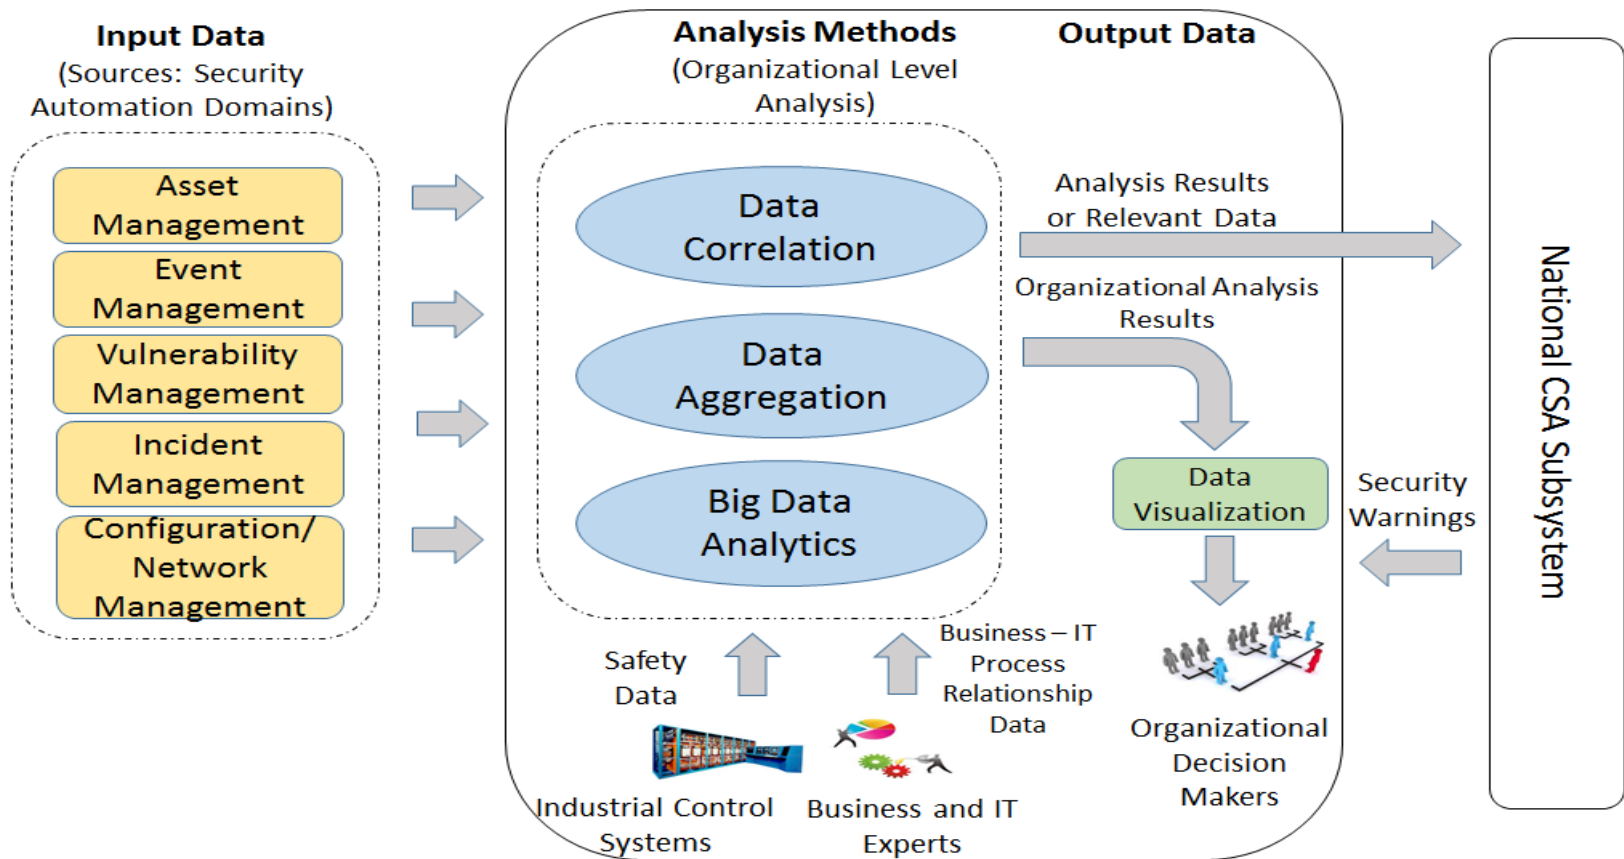 Input Data
(Sources: Security
Automation Domains)
Asset
Management
Event
Management
Vulnerability
Management
Incident
Management
Configuration/
Network
Management
Analysis Methods
(Organizational Level
Analysis)
Data
Correlation
Data
Aggregation
Big Data
Analytics
Safety
Data
Business – IT
Process
Relationship
Data
Industrial Control
Systems
Business and IT
Experts
Output Data
Analysis Results
or Relevant Data
Organizational Analysis
Results
Data
Visualization
Organizational
Decision
Makers
Security
Warnings
National CSA Subsystem